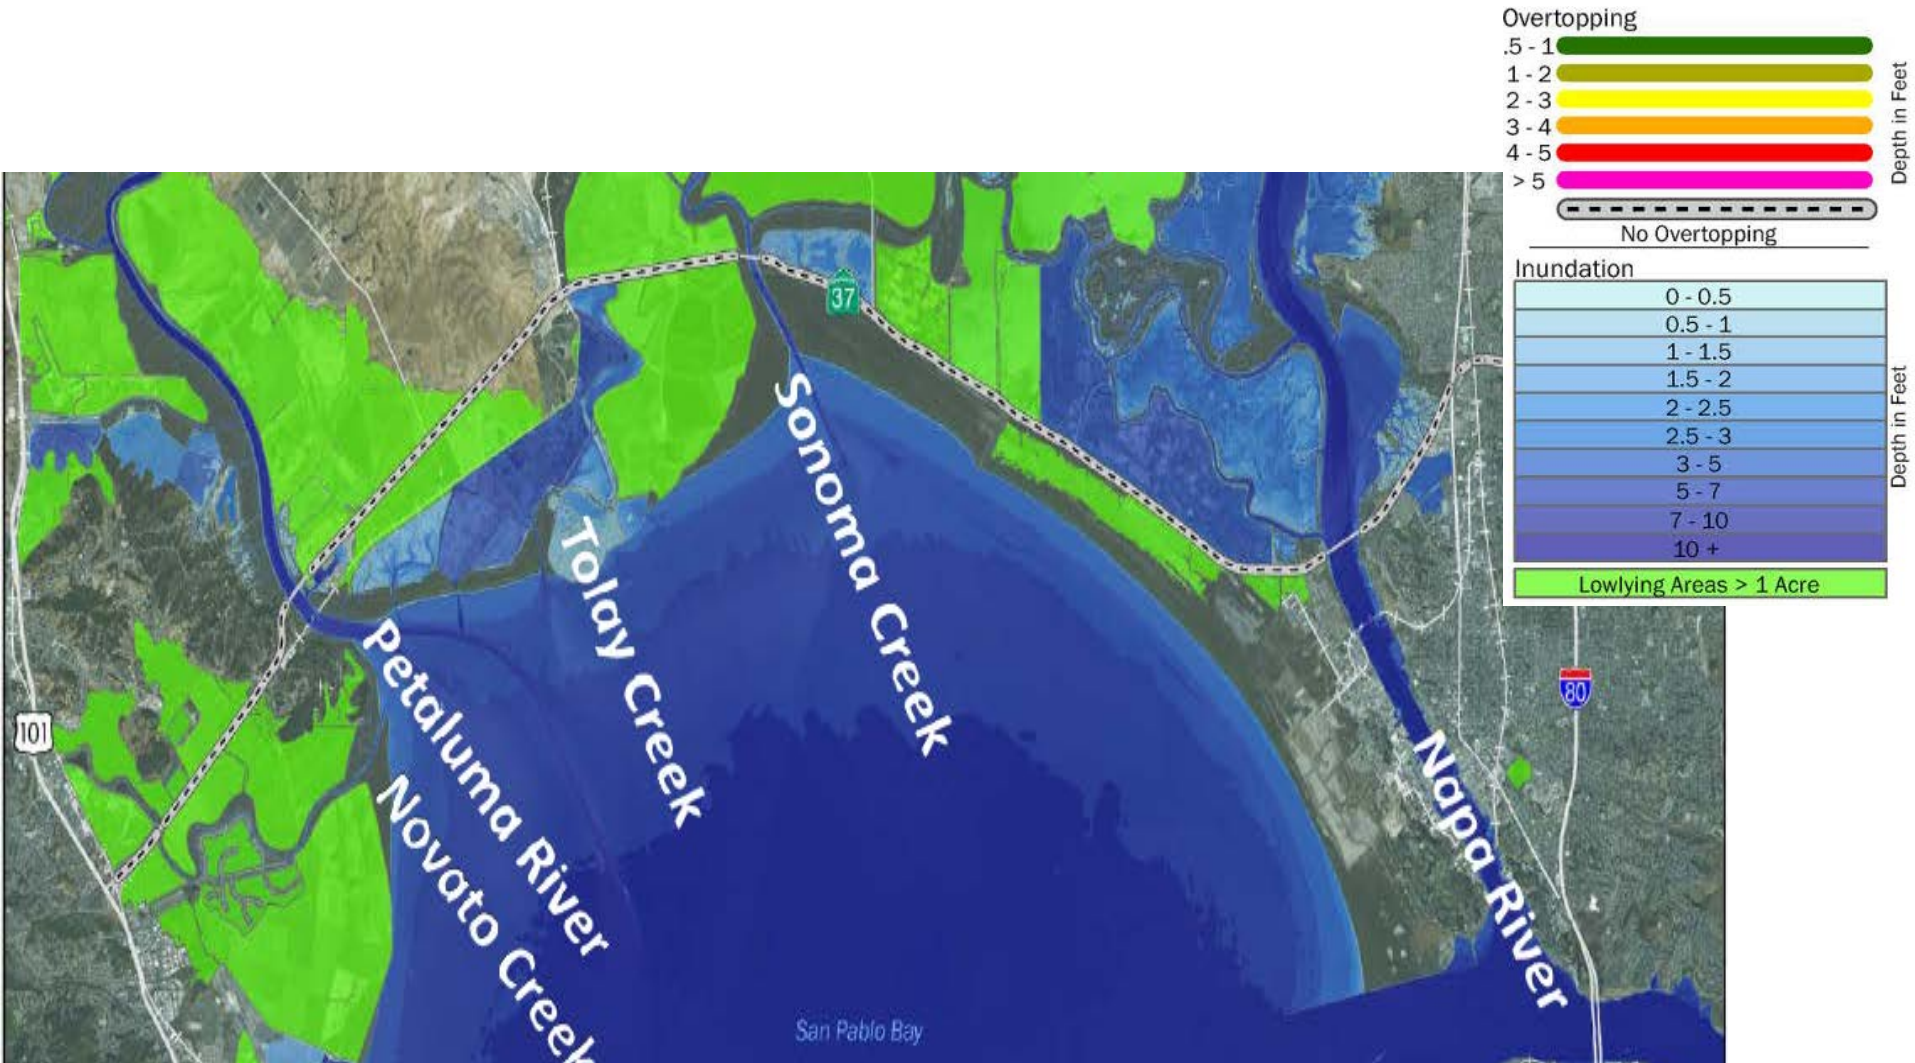 Overtopping
.5 - 1
1 - 2
2 - 3
3 - 4
4 - 5
> 5
Depth in Feet
No Overtopping
Inundation
0 - 0.5
0.5 - 1
1 - 1.5
1.5 - 2
2 - 2.5
2.5 - 3
3 - 5
5 - 7
7 - 10
10 +
Depth in Feet
Lowlying Areas > 1 Acre
37
101
80
Novato Creek
Petaluma River
Tolay Creek
Sonoma Creek
Napa River
San Pablo Bay